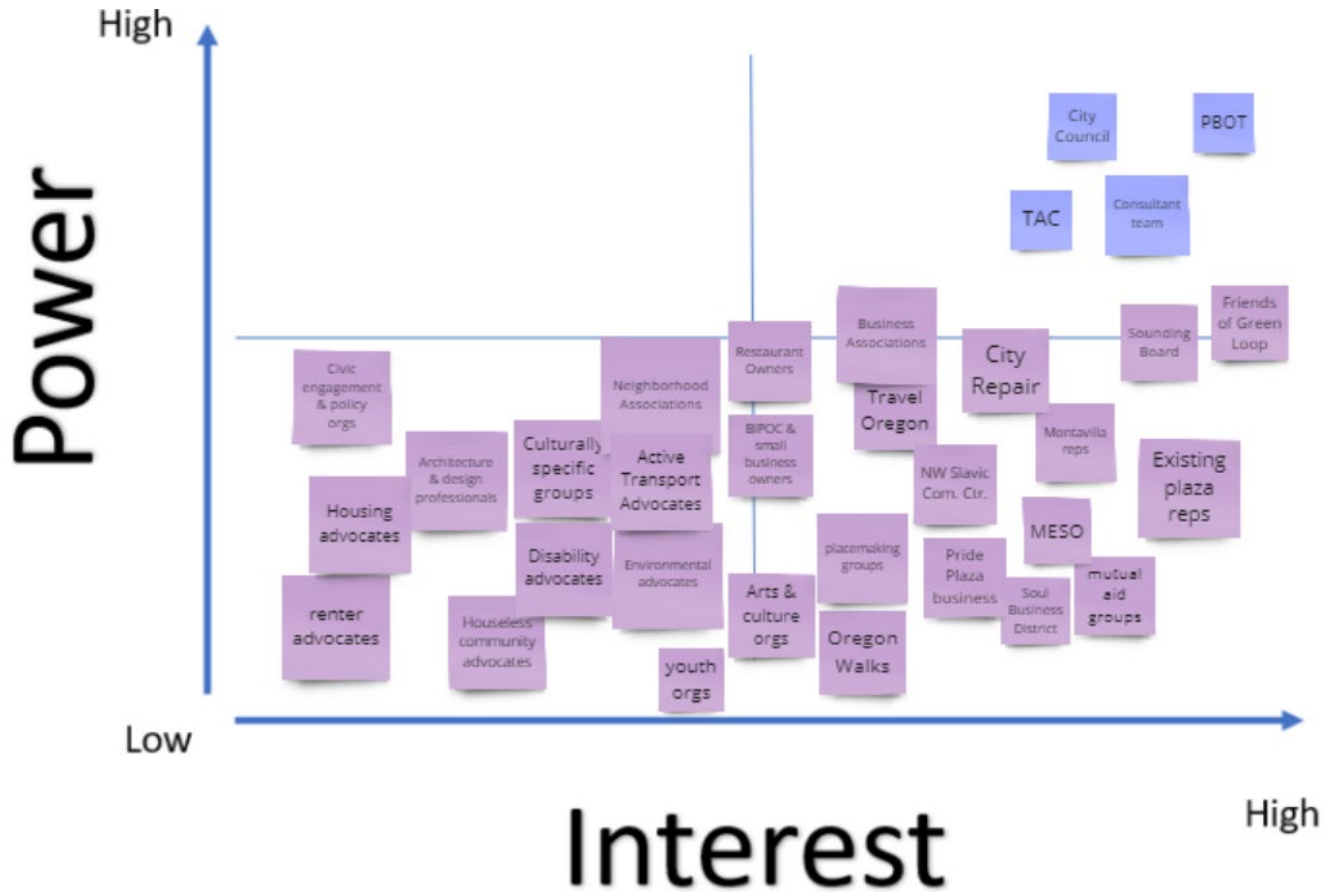 High
Power
City
Council
PBOT
TAC
Consultant
team
Friends
of Green
Loop
Business
Associations
Sounding
Board
Restaurant
Owners
City
Repair
Civic
engagement
& policy
orgs
Neighborhood
Associations
Travel
Oregon
BIPOC &
small
business
owners
Montavilla
reps
Culturally
specific
groups
Active
Transport
Advocates
Architecture
& design
professionals
NW Slavic
Com. Ctr.
Existing
plaza
reps
Housing
advocates
MESO
Disability
advocates
Environmental
advocates
placemaking
groups
Pride
Plaza
business
mutual
aid
groups
Arts &
culture
orgs
Soul
Business
District
renter
advocates
Houseless
community
advocates
Oregon
Walks
youth
orgs
Low
Interest
High